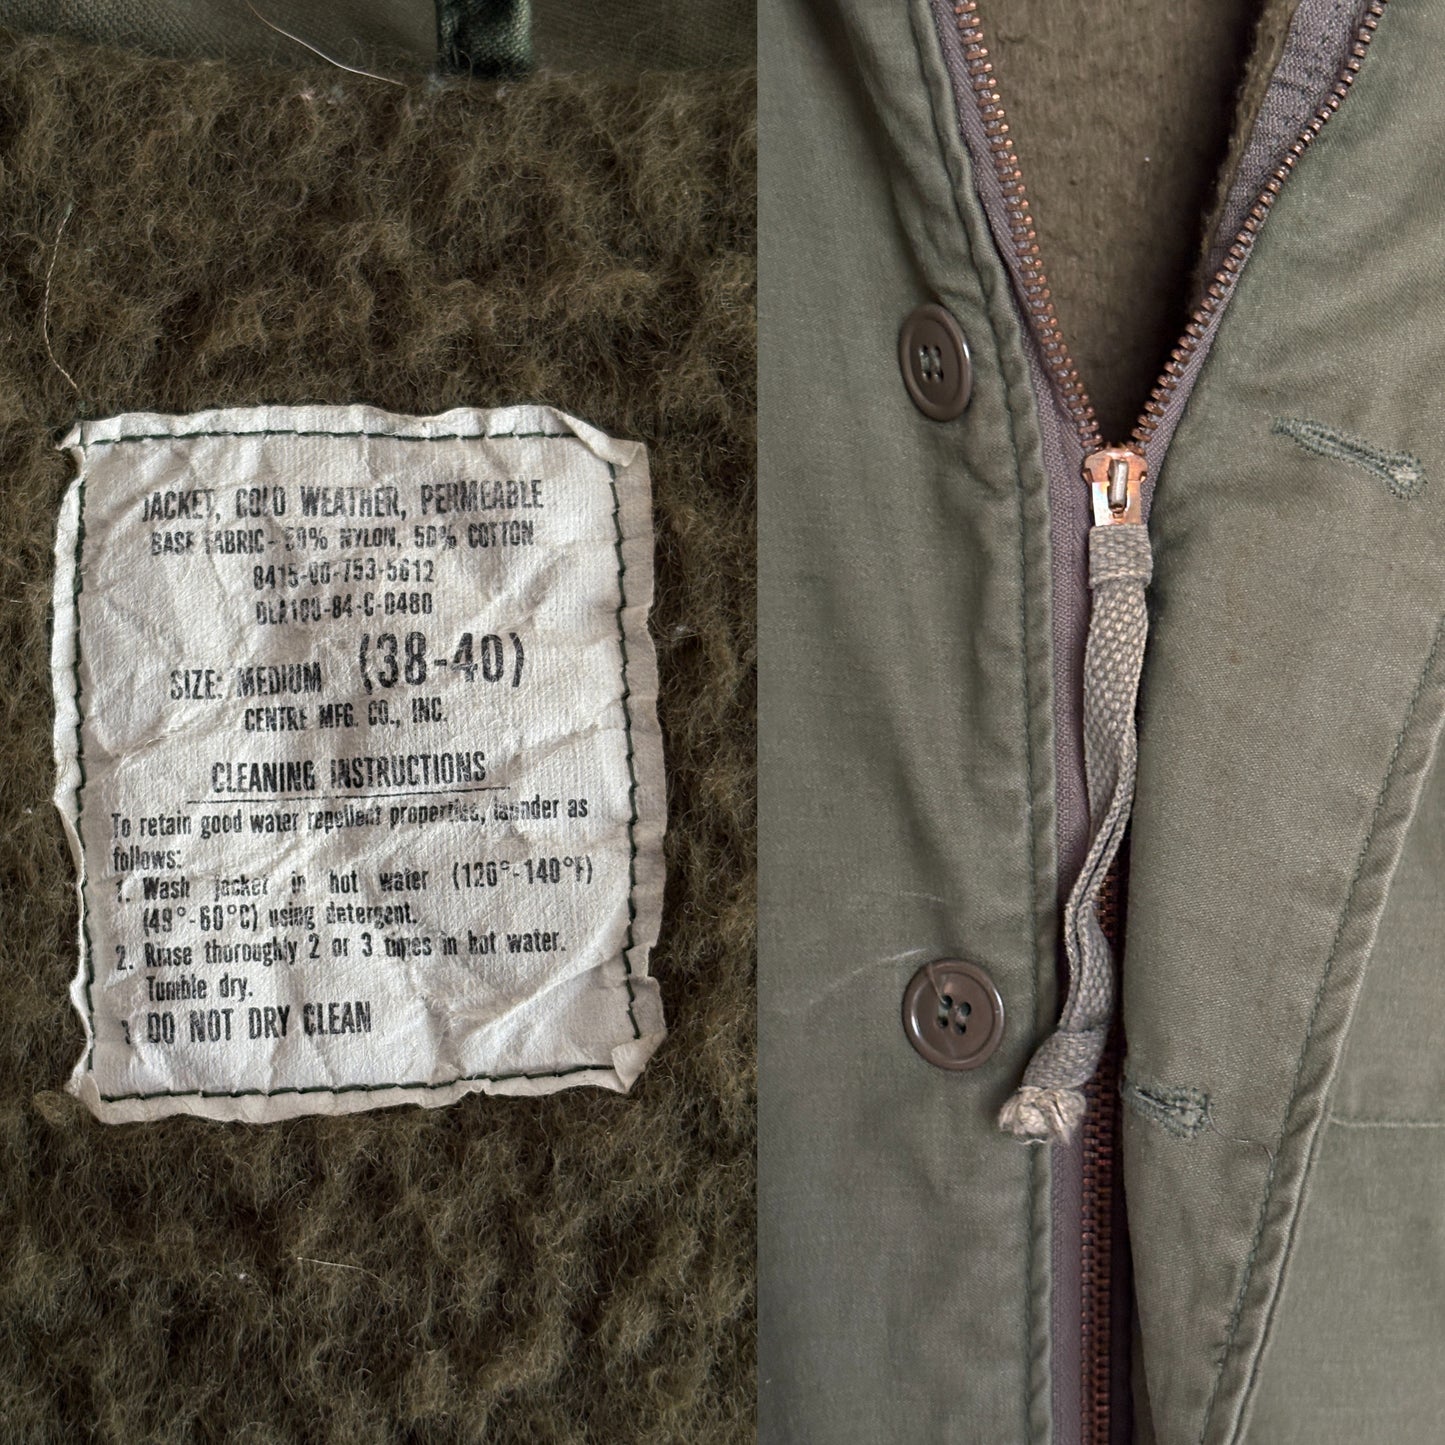 JACKET, COLD WEATHER, PERMEABLE
BASE FABRIC- 50% NYLON, 50% COTTON
8415-00-753-5612
DLA100-84-C-0480
SIZE: MEDIUM (38-40)
CENTRE MFG. CO., INC.
CLEANING INSTRUCTIONS
To retain good water repellent properties, launder as
follows:
1. Wash jacket in hot water (120°-140°F)
(49°-60°C) using detergent.
2. Rinse thoroughly 2 or 3 times in hot water.
Tumble dry.
DO NOT DRY CLEAN